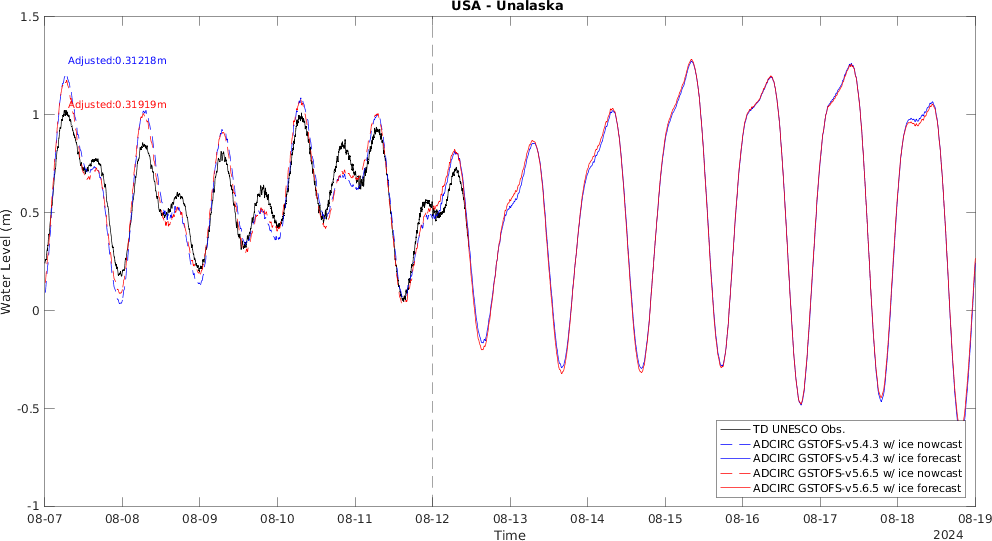 USA - Unalaska
1.5
1
0.5
0
-0.5
-1
Water Level (m)
Adjusted:0.31218m
Adjusted:0.31919m
TD UNESCO Obs.
ADCIRC GSTOFS-v5.4.3 w/ ice nowcast
ADCIRC GSTOFS-v5.4.3 w/ ice forecast
ADCIRC GSTOFS-v5.6.5 w/ ice nowcast
ADCIRC GSTOFS-v5.6.5 w/ ice forecast
08-07 08-08 08-09 08-10 08-11 08-12 08-13 08-14 08-15 08-16 08-17 08-18 08-19
Time
2024